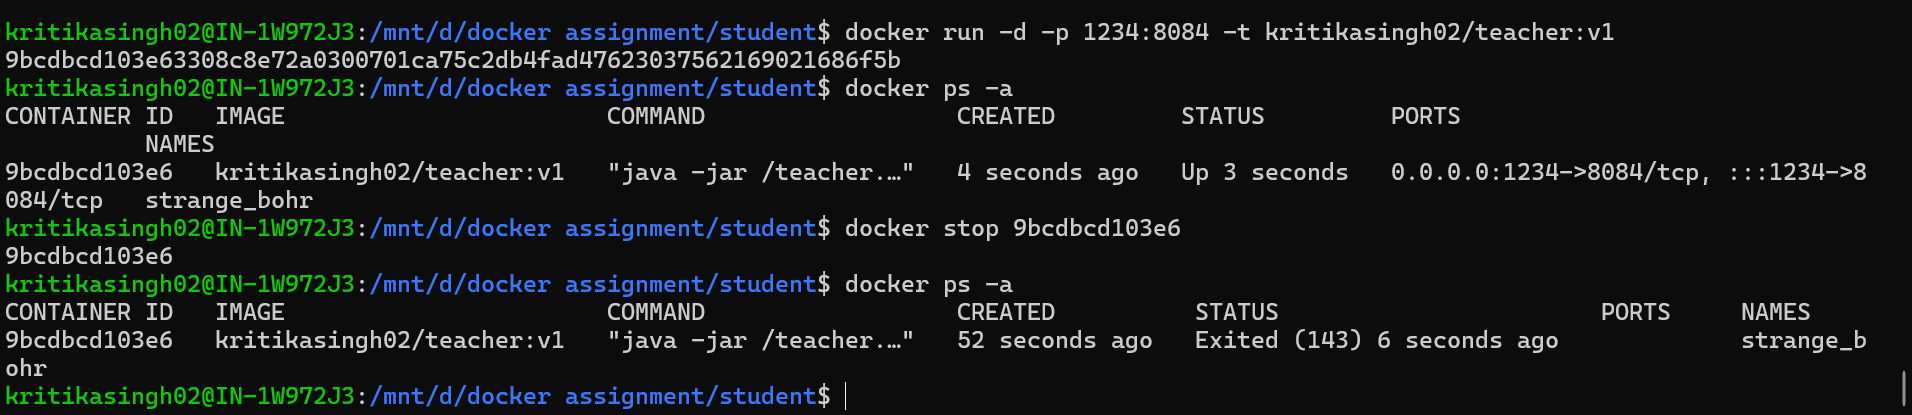 kritikasingh02@IN-1W972J3:/mnt/d/docker assignment/student$ docker run -d -p 1234:8084 -t kritikasingh02/teacher:v1
9bcdbcd103e63308c8e72a0300701ca75c2db4fad47623037562169021686f5b
kritikasingh02@IN-1W972J3:/mnt/d/docker assignment/student$ docker ps -a
CONTAINER ID   IMAGE                       COMMAND                  CREATED         STATUS         PORTS
          NAMES
9bcdbcd103e6   kritikasingh02/teacher:v1   "java -jar /teacher.…"   4 seconds ago   Up 3 seconds   0.0.0.0:1234->8084/tcp, :::1234->8
084/tcp   strange_bohr
kritikasingh02@IN-1W972J3:/mnt/d/docker assignment/student$ docker stop 9bcdbcd103e6
9bcdbcd103e6
kritikasingh02@IN-1W972J3:/mnt/d/docker assignment/student$ docker ps -a
CONTAINER ID   IMAGE                       COMMAND                  CREATED          STATUS                       PORTS     NAMES
9bcdbcd103e6   kritikasingh02/teacher:v1   "java -jar /teacher.…"   52 seconds ago   Exited (143) 6 seconds ago             strange_b
ohr
kritikasingh02@IN-1W972J3:/mnt/d/docker assignment/student$